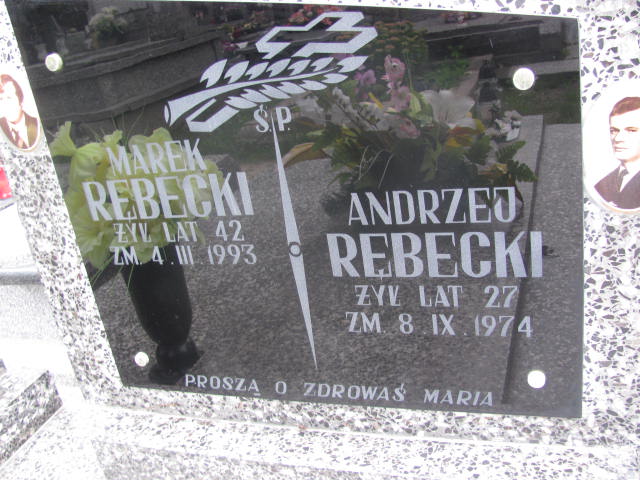 Ś.P.
MAREK
RĘBECKI
ŻYŁ LAT 42
ZM. 4.III.1993
ANDRZEJ
RĘBECKI
ŻYŁ LAT 27
ZM. 8.IX.1974
PROSZĄ O ZDROWAŚ MARIA